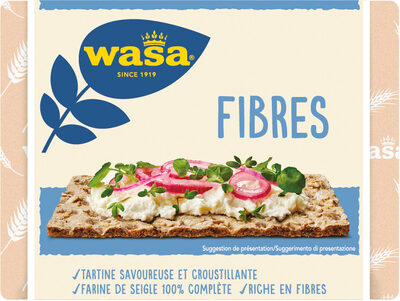 wasa®
SINCE 1919
FIBRES
wasa
Suggestion de présentation/Suggerimento di presentazione
✓TARTINE SAVOUREUSE ET CROUSTILLANTE
✓FARINE DE SEIGLE 100% COMPLÈTE ✓RICHE EN FIBRES